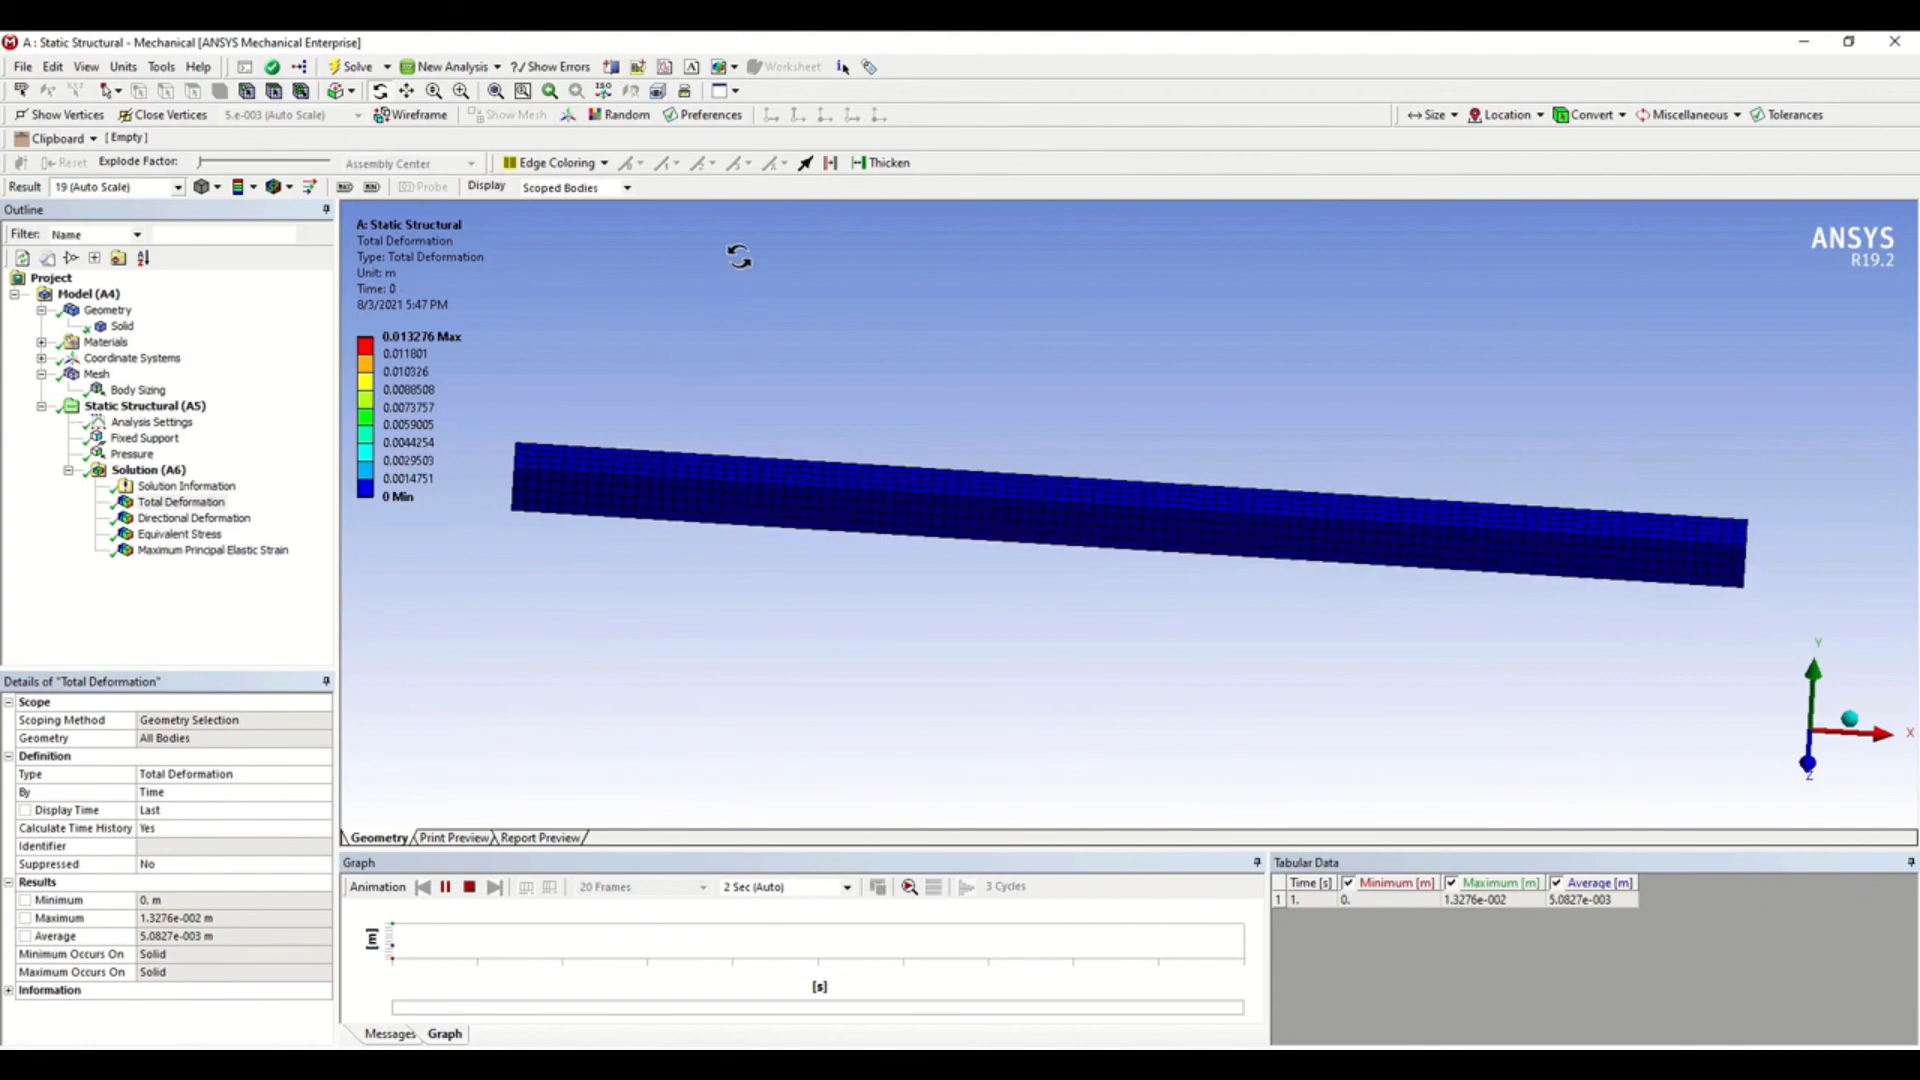 A : Static Structural - Mechanical [ANSYS Mechanical Enterprise]
File Edit View Units Tools Help Solve New Analysis ?/ Show Errors Worksheet
Show Vertices Close Vertices 5.e-003 (Auto Scale) Wireframe Show Mesh Random Preferences Size Location Convert Miscellaneous Tolerances
Clipboard [ Empty ]
Reset Explode Factor: Assembly Center Edge Coloring Thicken
Result 19 (Auto Scale) Probe Display Scoped Bodies
Outline
Filter: Name
Project
Model (A4)
Geometry
Solid
Materials
Coordinate Systems
Mesh
Body Sizing
Static Structural (A5)
Analysis Settings
Fixed Support
Pressure
Solution (A6)
Solution Information
Total Deformation
Directional Deformation
Equivalent Stress
Maximum Principal Elastic Strain
Details of "Total Deformation"
Scope
Scoping Method Geometry Selection
Geometry All Bodies
Definition
Type Total Deformation
By Time
Display Time Last
Calculate Time History Yes
Identifier
Suppressed No
Results
Minimum 0. m
Maximum 1.3276e-002 m
Average 5.0827e-003 m
Minimum Occurs On Solid
Maximum Occurs On Solid
Information
A: Static Structural
Total Deformation
Type: Total Deformation
Unit: m
Time: 0
8/3/2021 5:47 PM
0.013276 Max
0.011801
0.010326
0.0088508
0.0073757
0.0059005
0.0044254
0.0029503
0.0014751
0 Min
ANSYS
R19.2
Y
X
Z
Geometry Print Preview Report Preview
Graph
Animation 20 Frames 2 Sec (Auto) 3 Cycles
[m]
[s]
Messages Graph
Tabular Data
Time [s] Minimum [m] Maximum [m] Average [m]
1 1. 0. 1.3276e-002 5.0827e-003